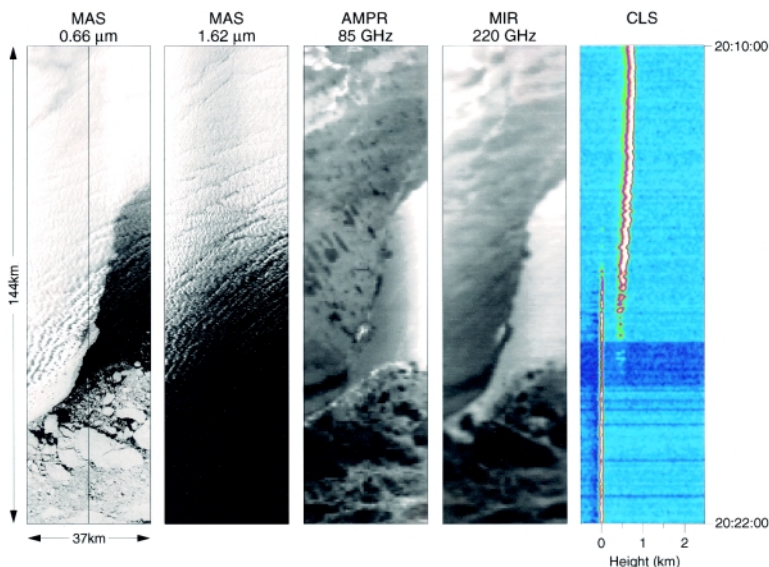 MAS
0.66 µm
MAS
1.62 µm
AMPR
85 GHz
MIR
220 GHz
CLS
20:10:00
144km
20:22:00
37km
0 1 2
Height (km)